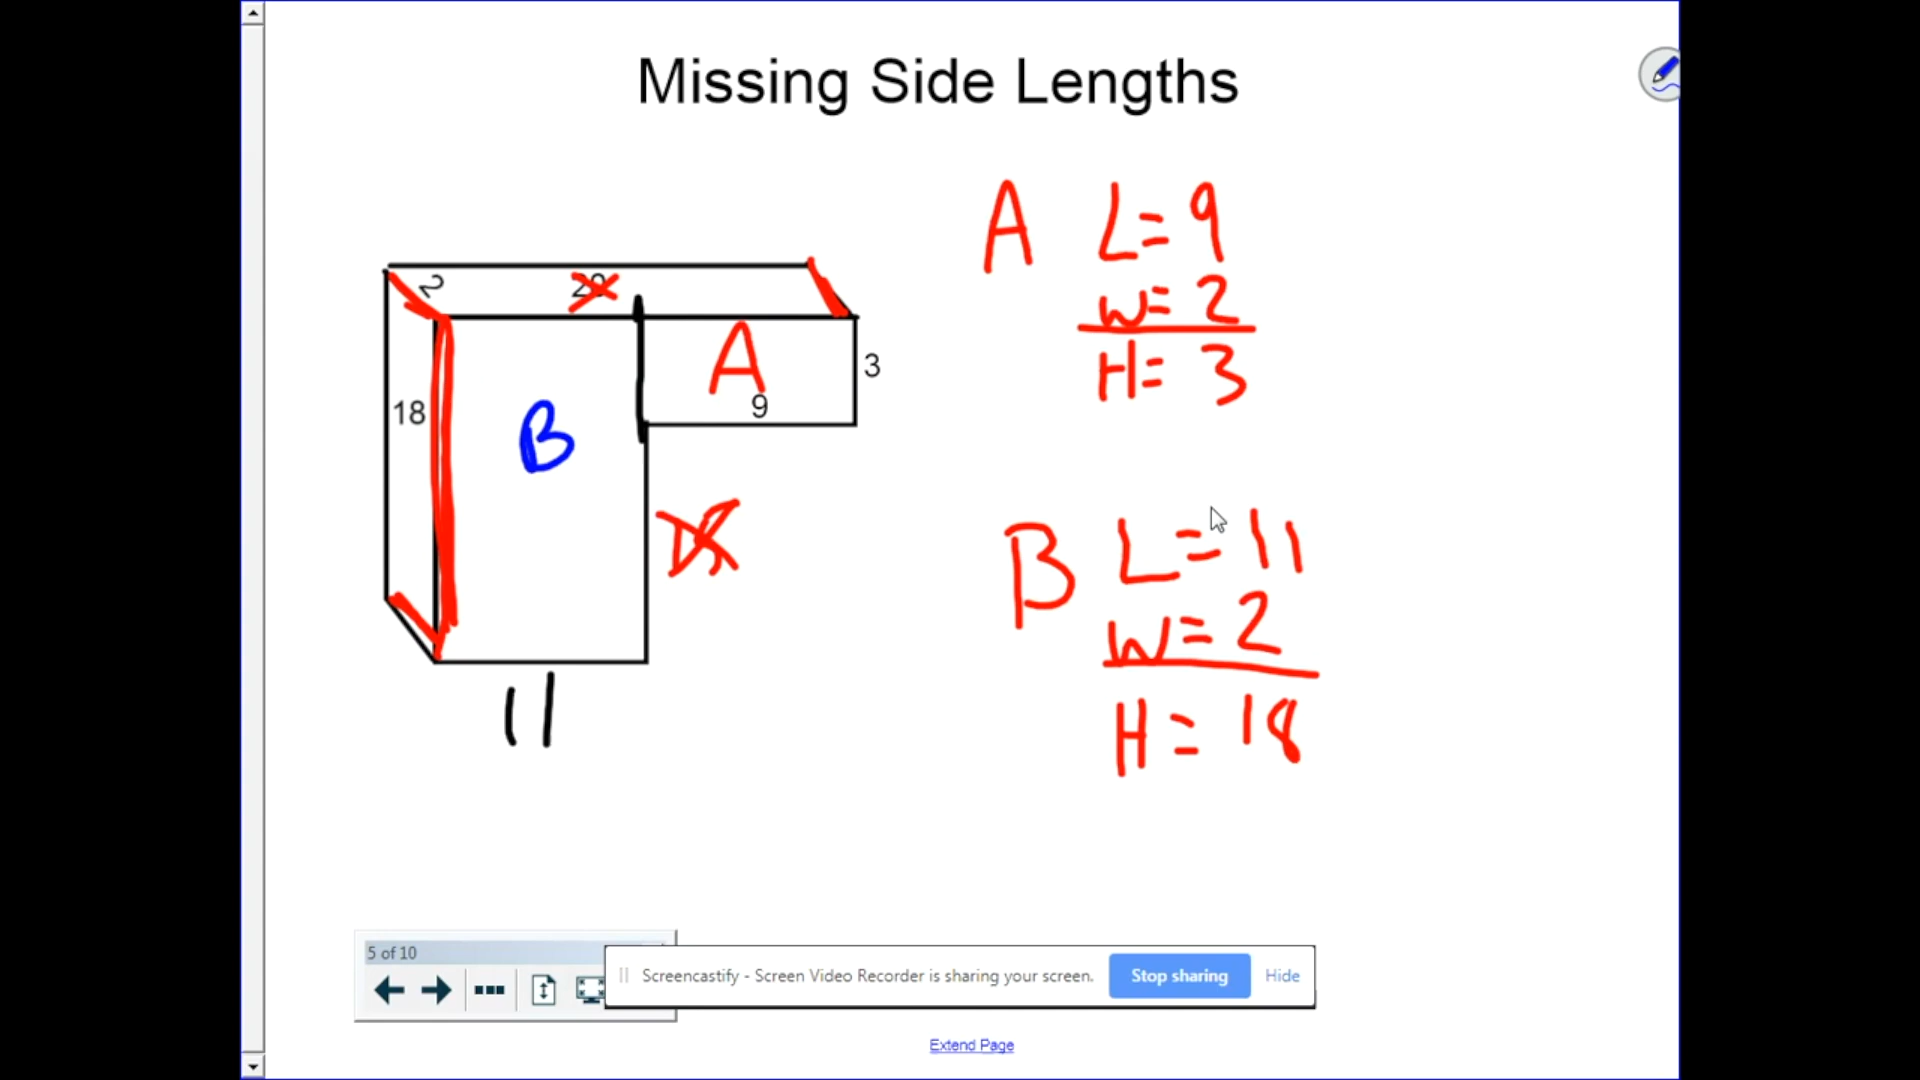 Missing Side Lengths
A L=9
W=2
H=3
2
18
B
A
9
3
11
B L=11
W=2
H=18
5 of 10
Screencastify - Screen Video Recorder is sharing your screen.
Stop sharing
Hide
Extend Page